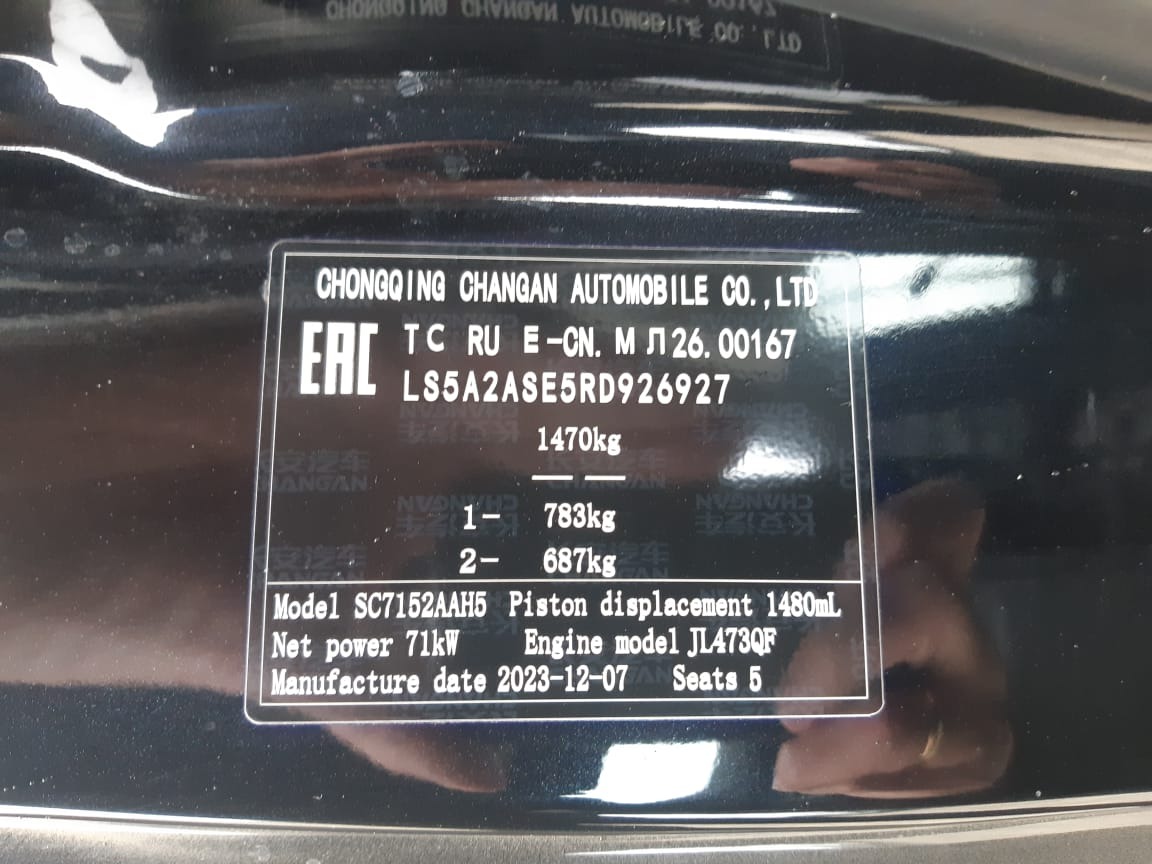 CHONGQING CHANGAN AUTOMOBILE CO.,LTD
EAC TC RU E-CN.МЛ26.00167
LS5A2ASE5RD926927
1470kg
— —
1- 783kg
2- 687kg
Model SC7152AAH5 Piston displacement 1480mL
Net power 71kW Engine model JL473QF
Manufacture date 2023-12-07 Seats 5